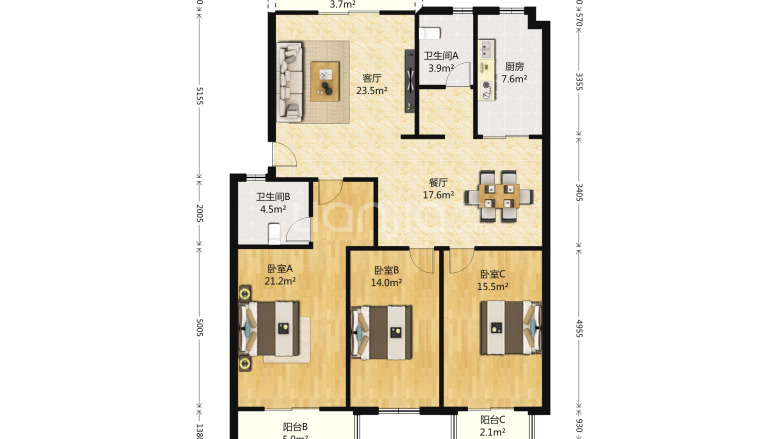 3.7m²
570
卫生间A
3.9m²
厨房
7.6m²
客厅
23.5m²
5155
3355
餐厅
17.6m²
3405
卫生间B
4.5m²
2005
卧室A
21.2m²
卧室B
14.0m²
卧室C
15.5m²
5005
4955
阳台B
阳台C
2.1m²
930